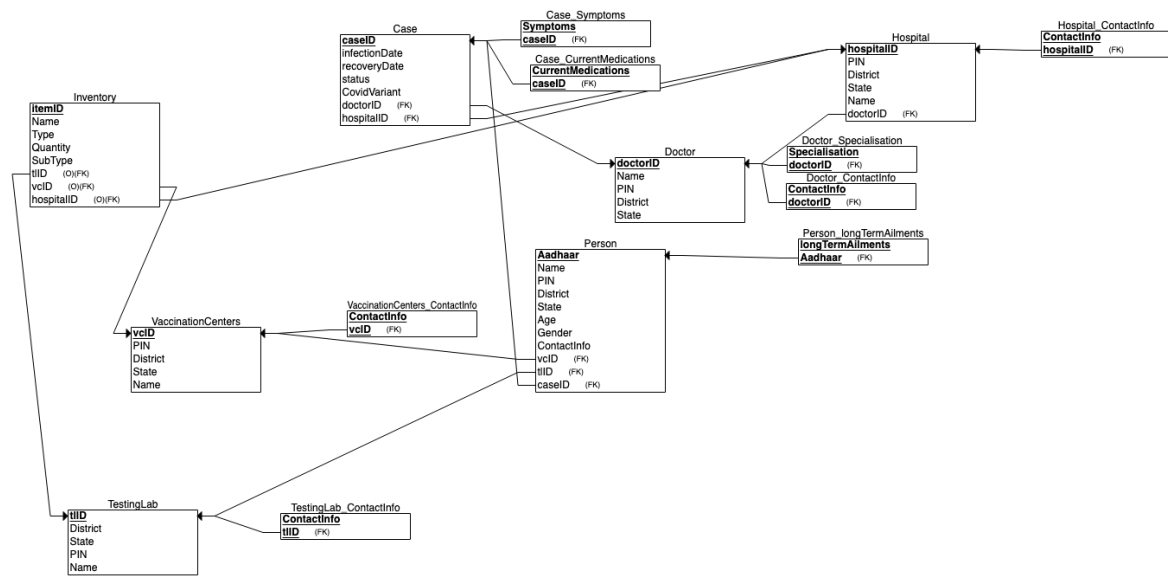 Case
caseID
infectionDate
recoveryDate
status
CovidVariant
doctorID (FK)
hospitalID (FK)
Case_Symptoms
Symptoms
caseID (FK)
Case_CurrentMedications
CurrentMedications
caseID (FK)
Hospital
hospitalID
PIN
District
State
Name
doctorID (FK)
Hospital_ContactInfo
ContactInfo
hospitalID (FK)
Inventory
itemID
Name
Type
Quantity
SubType
tlID (O)(FK)
vcID (O)(FK)
hospitalID (O)(FK)
Doctor
doctorID
Name
PIN
District
State
Doctor_Specialisation
Specialisation
doctorID (FK)
Doctor_ContactInfo
ContactInfo
doctorID (FK)
Person
Aadhaar
Name
PIN
District
State
Age
Gender
ContactInfo
vcID (FK)
tlID (FK)
caseID (FK)
Person_longTermAilments
longTermAilments
Aadhaar (FK)
VaccinationCenters
vcID
PIN
District
State
Name
VaccinationCenters_ContactInfo
ContactInfo
vcID (FK)
TestingLab
tlID
District
State
PIN
Name
TestingLab_ContactInfo
ContactInfo
tlID (FK)